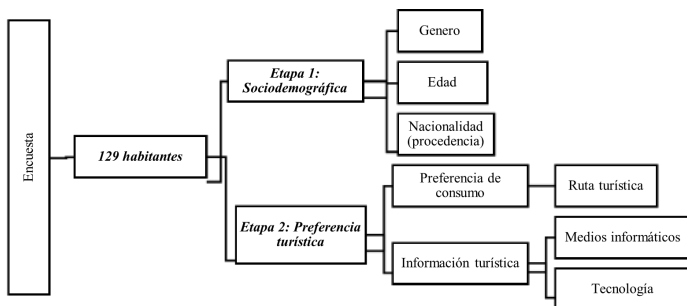 Encuesta
129 habitantes
Etapa 1:
Sociodemográfica
Genero
Edad
Nacionalidad
(procedencia)
Etapa 2: Preferencia
turística
Preferencia de
consumo
Ruta turística
Información turística
Medios informáticos
Tecnología